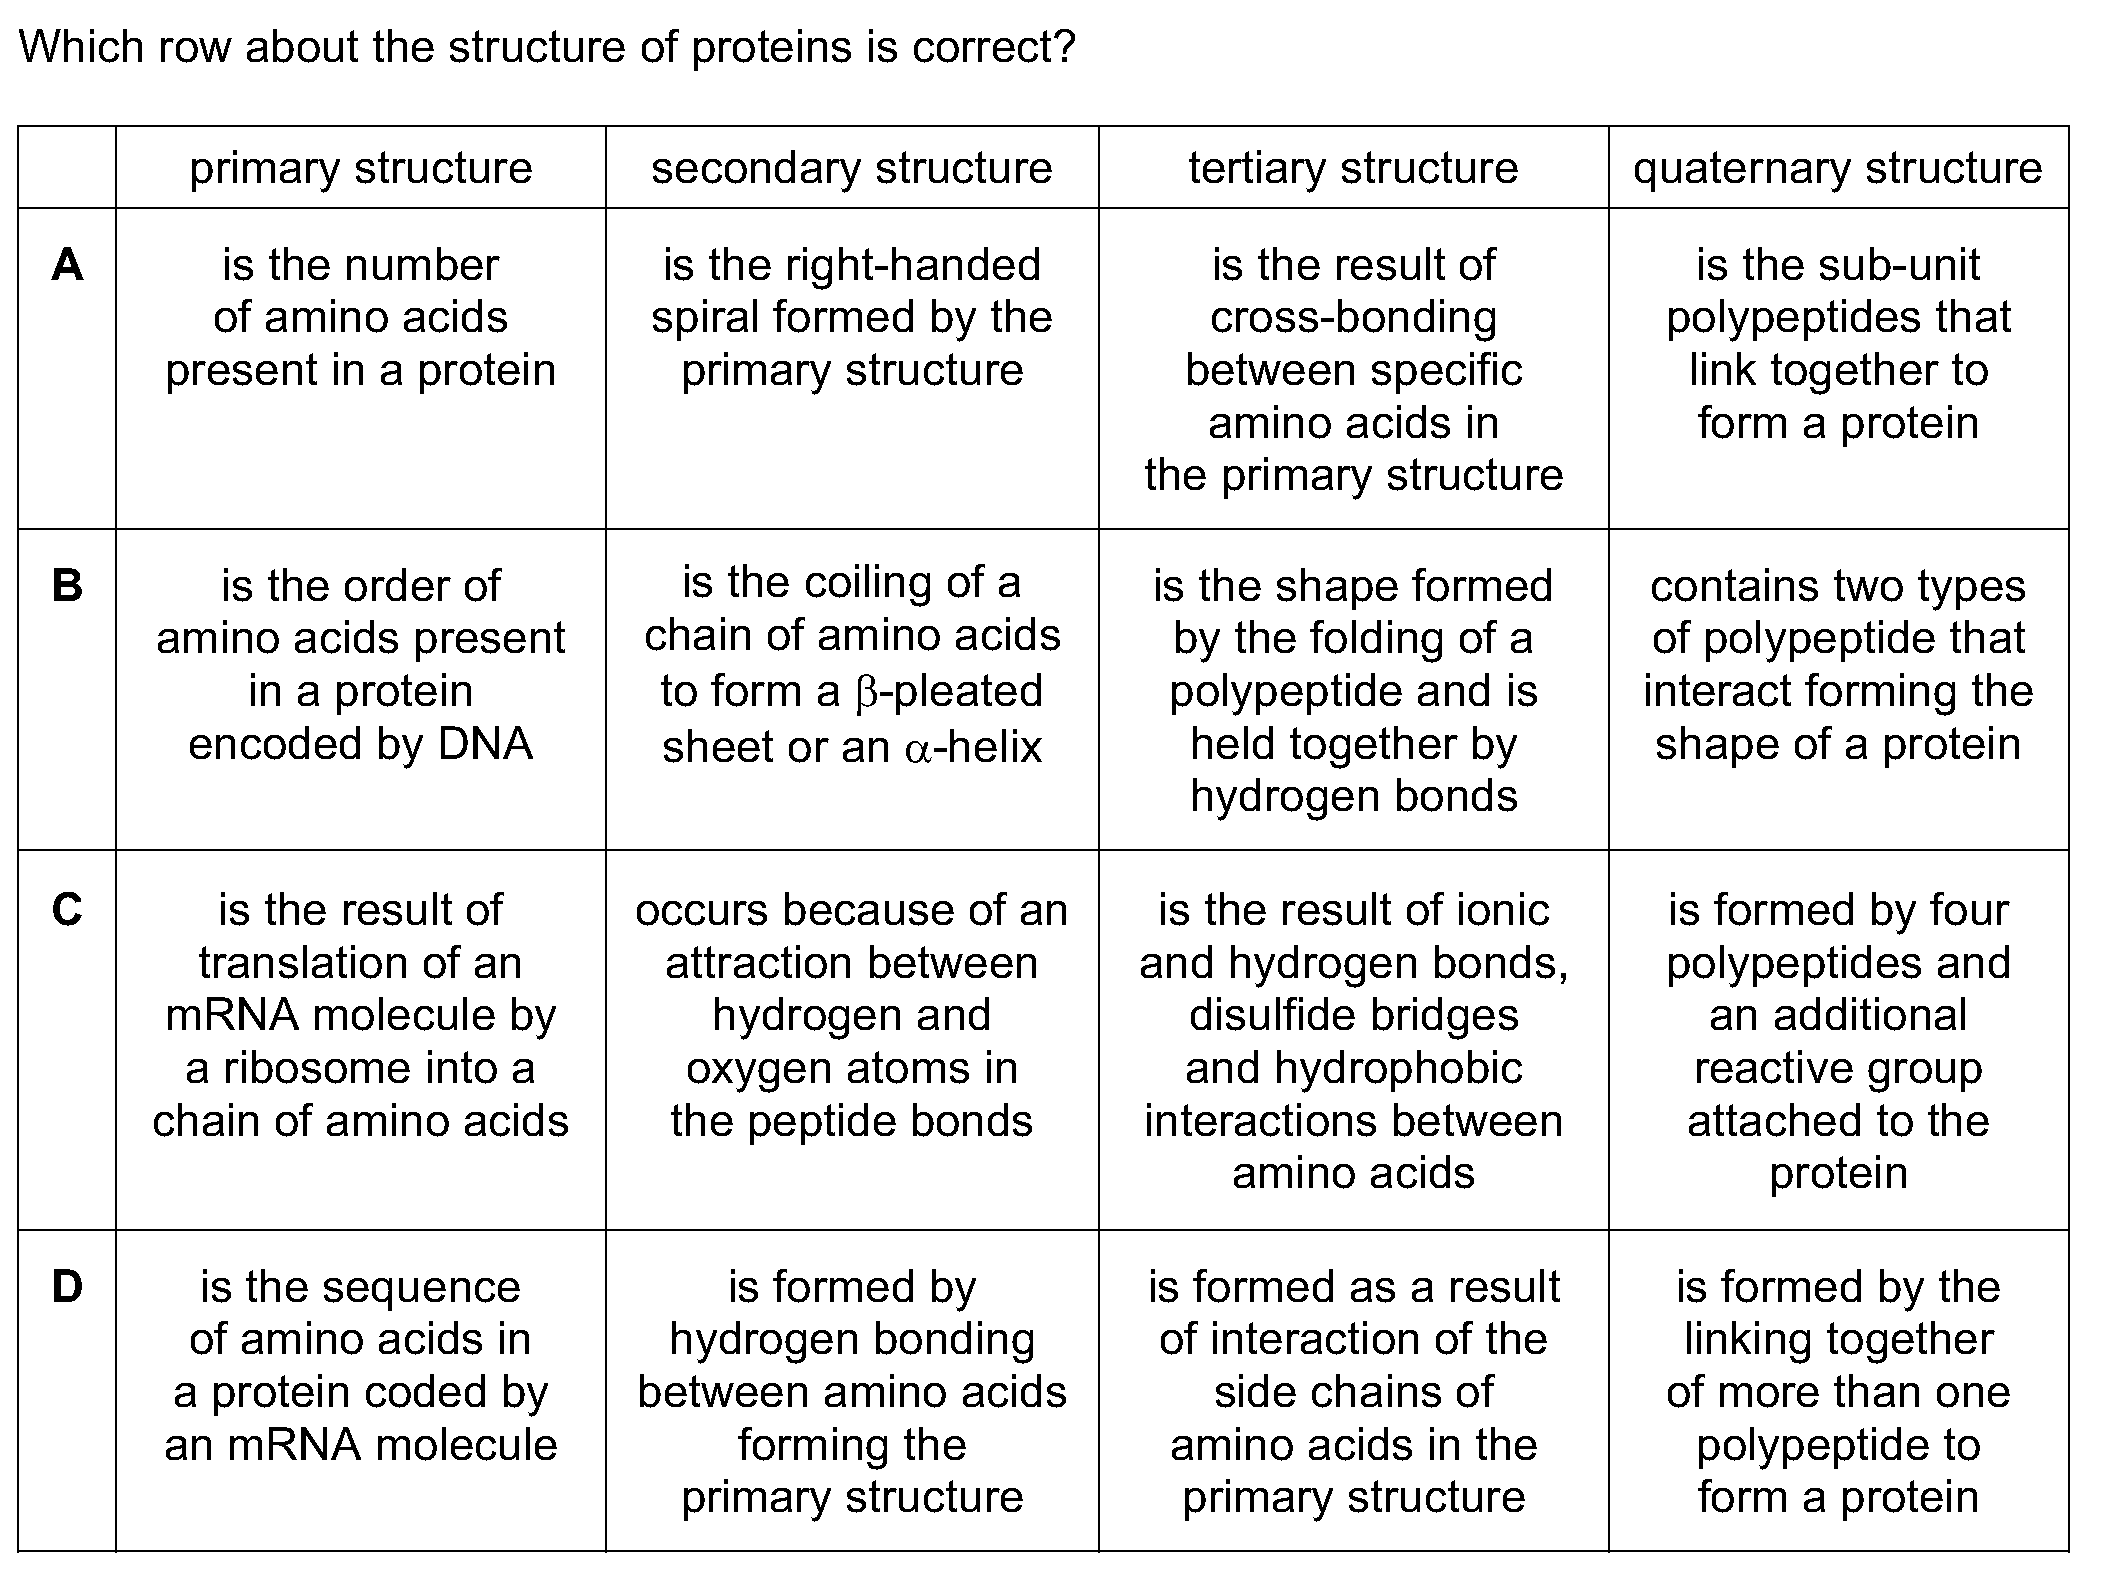 Which row about the structure of proteins is correct?
primary structure
secondary structure
tertiary structure
quaternary structure
A
is the number
of amino acids
present in a protein
is the right-handed
spiral formed by the
primary structure
is the result of
cross-bonding
between specific
amino acids in
the primary structure
is the sub-unit
polypeptides that
link together to
form a protein
B
is the order of
amino acids present
in a protein
encoded by DNA
is the coiling of a
chain of amino acids
to form a β-pleated
sheet or an α-helix
is the shape formed
by the folding of a
polypeptide and is
held together by
hydrogen bonds
contains two types
of polypeptide that
interact forming the
shape of a protein
C
is the result of
translation of an
mRNA molecule by
a ribosome into a
chain of amino acids
occurs because of an
attraction between
hydrogen and
oxygen atoms in
the peptide bonds
is the result of ionic
and hydrogen bonds,
disulfide bridges
and hydrophobic
interactions between
amino acids
is formed by four
polypeptides and
an additional
reactive group
attached to the
protein
D
is the sequence
of amino acids in
a protein coded by
an mRNA molecule
is formed by
hydrogen bonding
between amino acids
forming the
primary structure
is formed as a result
of interaction of the
side chains of
amino acids in the
primary structure
is formed by the
linking together
of more than one
polypeptide to
form a protein